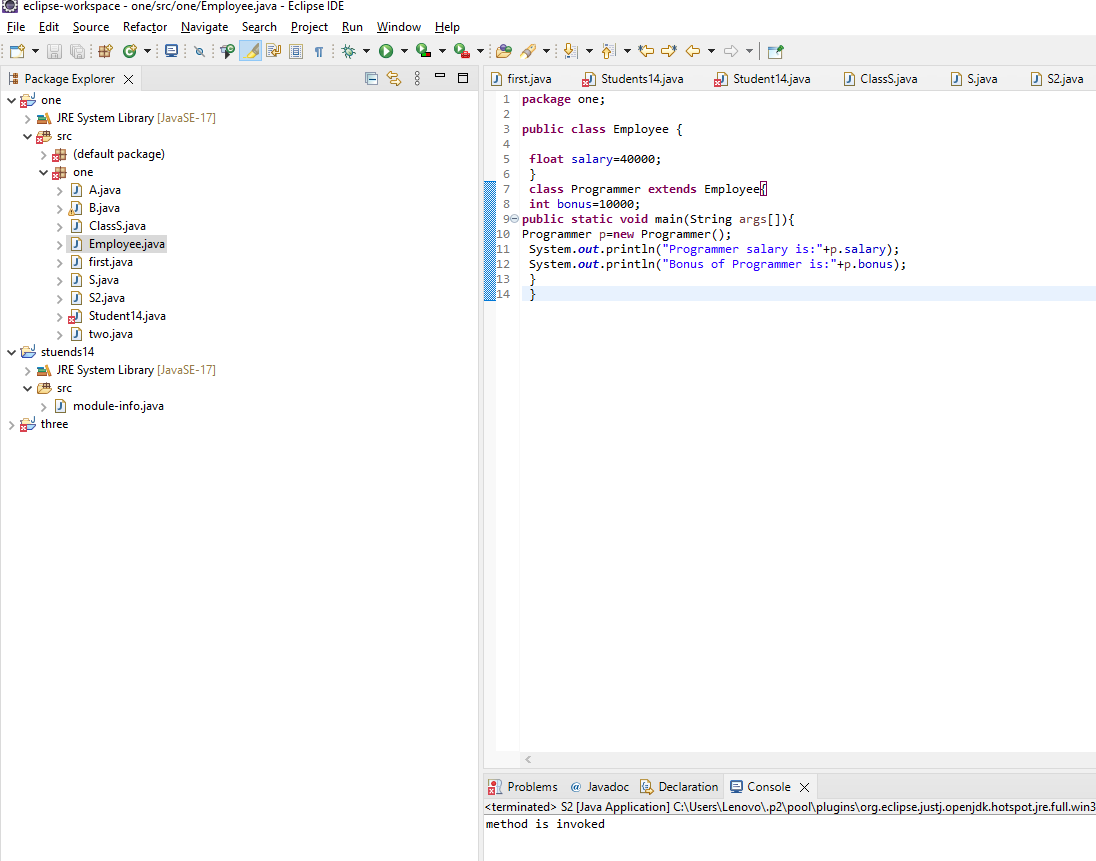 eclipse-workspace - one/src/one/Employee.java - Eclipse IDE
File Edit Source Refactor Navigate Search Project Run Window Help
Package Explorer
one
JRE System Library [JavaSE-17]
src
(default package)
one
A.java
B.java
ClassS.java
Employee.java
first.java
S.java
S2.java
Student14.java
two.java
stuends14
JRE System Library [JavaSE-17]
src
module-info.java
three
first.java Students14.java Student14.java ClassS.java S.java S2.java
1 package one;
2
3 public class Employee {
4
5 float salary=40000;
6 }
7 class Programmer extends Employee{
8 int bonus=10000;
9 public static void main(String args[]){
10 Programmer p=new Programmer();
11 System.out.println("Programmer salary is:"+p.salary);
12 System.out.println("Bonus of Programmer is:"+p.bonus);
13 }
14 }
Problems @ Javadoc Declaration Console
<terminated> S2 [Java Application] C:\Users\Lenovo\.p2\pool\plugins\org.eclipse.justj.openjdk.hotspot.jre.full.win3
method is invoked